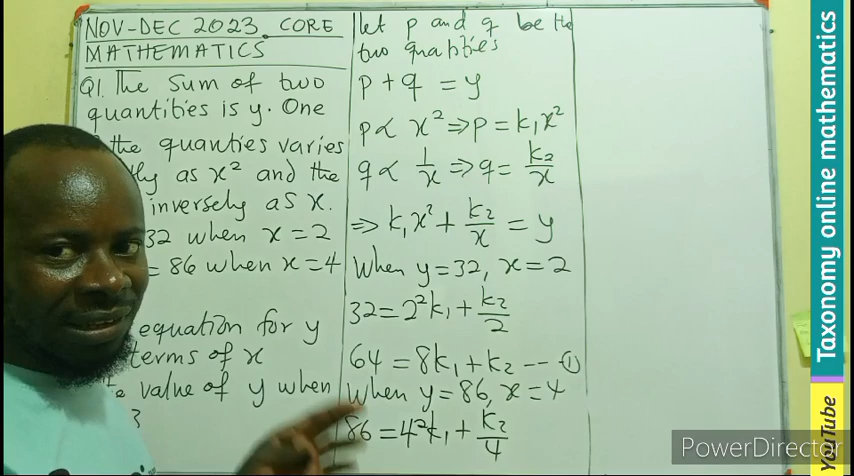 NOV-DEC 2023 CORE
MATHEMATICS
Q1. The sum of two
quantities is y. One
the quanties varies
tly as x² and the
inversely as x.
32 when x=2
= 86 when x=4
equation for y
terms of x
value of y when
3
let p and q be the
two quatities
p + q = y
p ∝ x² ⇒ p = k₁x²
q ∝ 1/x ⇒ q = k₂/x
⇒ k₁x² + k₂/x = y
When y=32, x=2
32 = 2²k₁ + k₂/2
64 = 8k₁ + k₂ --- ①
When y=86, x=4
86 = 4²k₁ + k₂/4
YouTube Taxonomy online mathematics
PowerDirector